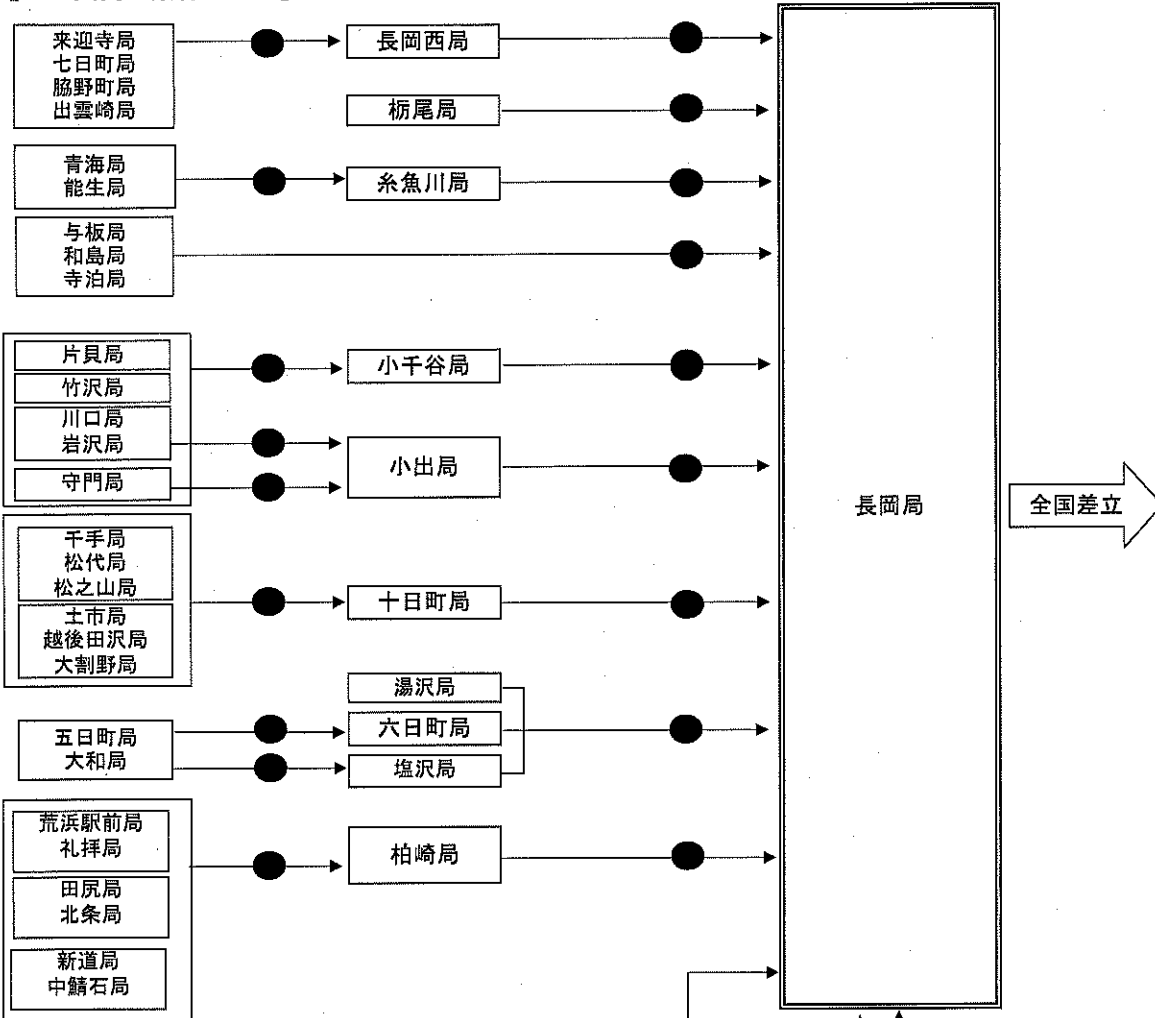 来迎寺局
七日町局
脇野町局
出雲崎局
長岡西局
栃尾局
青海局
能生局
糸魚川局
与板局
和島局
寺泊局
片貝局
竹沢局
川口局
岩沢局
守門局
小千谷局
小出局
千手局
松代局
松之山局
土市局
越後田沢局
大割野局
十日町局
五日町局
大和局
湯沢局
六日町局
塩沢局
荒浜駅前局
礼拝局
田尻局
北条局
新道局
中鯖石局
柏崎局
長岡局
全国差立